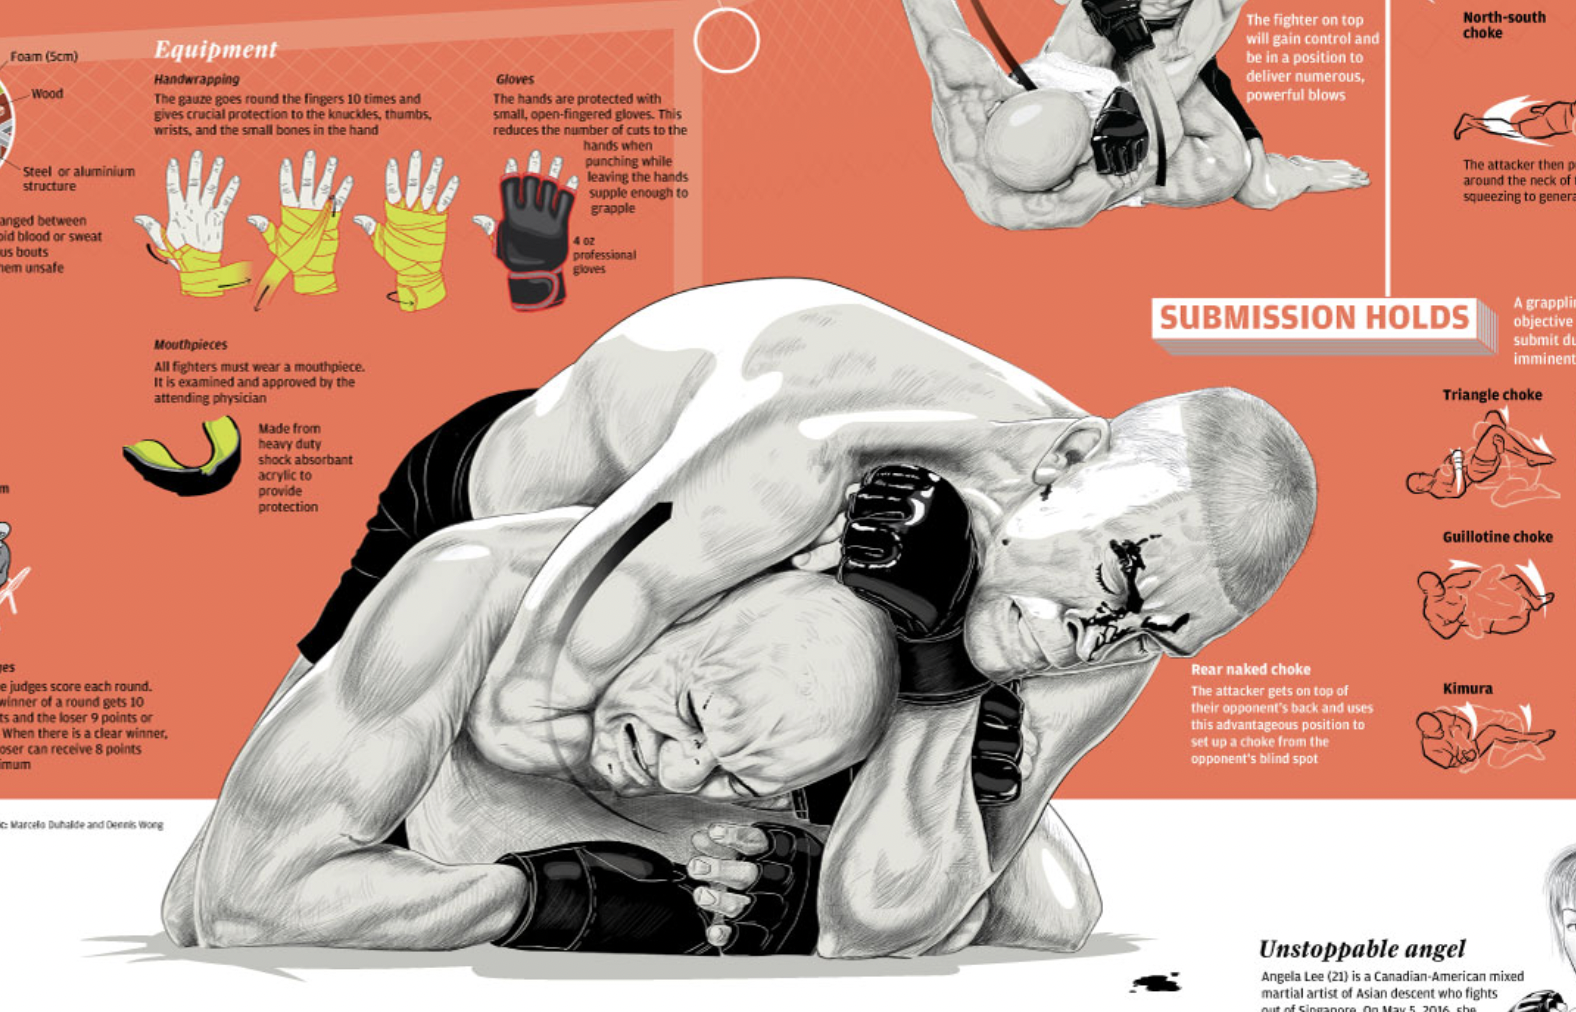 Foam (5cm)
Wood
Steel or aluminium
structure
anged between
oid blood or sweat
us bouts
hem unsafe
m
ges
e judges score each round.
winner of a round gets 10
ts and the loser 9 points or
When there is a clear winner,
oser can receive 8 points
imum
c: Marcelo Duhalde and Dennis Wong
Equipment
Handwrapping
The gauze goes round the fingers 10 times and
gives crucial protection to the knuckles, thumbs,
wrists, and the small bones in the hand
Gloves
The hands are protected with
small, open-fingered gloves. This
reduces the number of cuts to the
hands when
punching while
leaving the hands
supple enough to
grapple
4 oz
professional
gloves
Mouthpieces
All fighters must wear a mouthpiece.
It is examined and approved by the
attending physician
Made from
heavy duty
shock absorbant
acrylic to
provide
protection
The fighter on top
will gain control and
be in a position to
deliver numerous,
powerful blows
North-south
choke
The attacker then p
around the neck of
squeezing to genera
SUBMISSION HOLDS
A grapplin
objective
submit du
imminent
Triangle choke
Guillotine choke
Kimura
Rear naked choke
The attacker gets on top of
their opponent's back and uses
this advantageous position to
set up a choke from the
opponent's blind spot
Unstoppable angel
Angela Lee (21) is a Canadian-American mixed
martial artist of Asian descent who fights
out of Singapore. On May 5, 2016, she